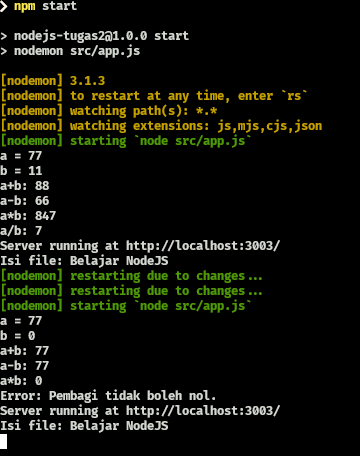 ❯ npm start

> nodejs-tugas2@1.0.0 start
> nodemon src/app.js

[nodemon] 3.1.3
[nodemon] to restart at any time, enter `rs`
[nodemon] watching path(s): *.*
[nodemon] watching extensions: js,mjs,cjs,json
[nodemon] starting `node src/app.js`
a = 77
b = 11
a+b: 88
a-b: 66
a*b: 847
a/b: 7
Server running at http://localhost:3003/
Isi file: Belajar NodeJS
[nodemon] restarting due to changes...
[nodemon] restarting due to changes...
[nodemon] starting `node src/app.js`
a = 77
b = 0
a+b: 77
a-b: 77
a*b: 0
Error: Pembagi tidak boleh nol.
Server running at http://localhost:3003/
Isi file: Belajar NodeJS